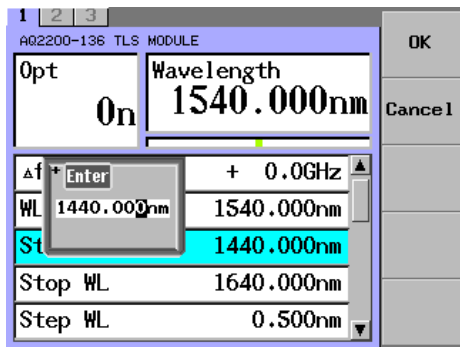 1 2 3
AQ2200-136 TLS MODULE
OK
Opt
On
Wavelength
1540.000nm
Cancel
Δf + 0.0GHz
Enter
1440.000nm
WL 1540.000nm
St 1440.000nm
Stop WL 1640.000nm
Step WL 0.500nm